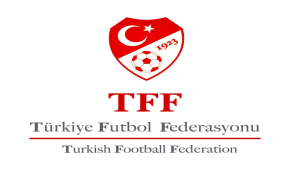 1923
TFF
Türkiye Futbol Federasyonu
Turkish Football Federation